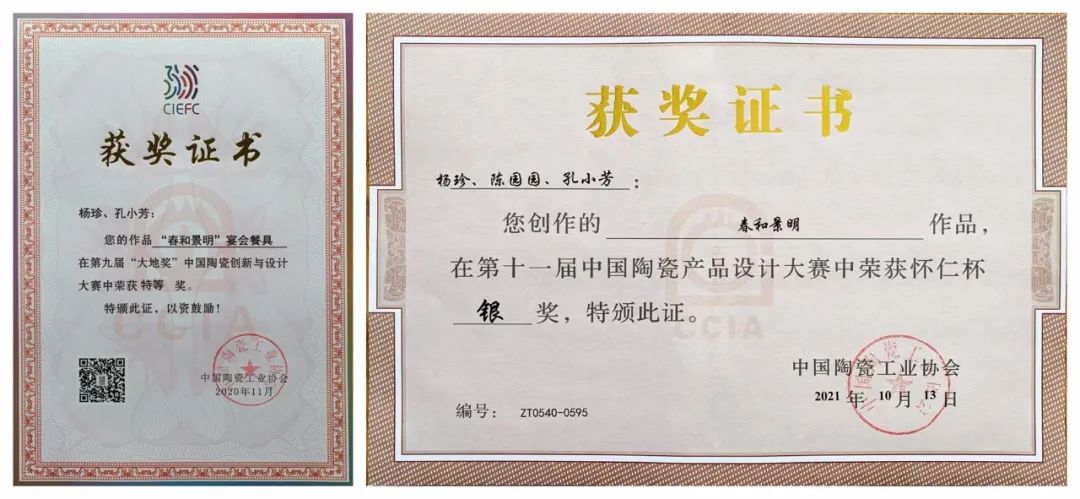 CIEFC
获奖证书
杨珍、孔小芳:
您的作品“春和景明”宴会餐具
在第九届“大地奖”中国陶瓷创新与设计
大赛中荣获特等 奖。
特颁此证,以资鼓励!
CCIA
中国陶瓷工业协会
2020年11月
获奖证书
杨珍、陈园园、孔小芳:
您创作的 春和景明 作品,
在第十一届中国陶瓷产品设计大赛中荣获怀仁杯
银 奖,特颁此证。
CCIA
中国陶瓷工业协会
2021 年 10 月 13 日
编号: ZT0540-0595